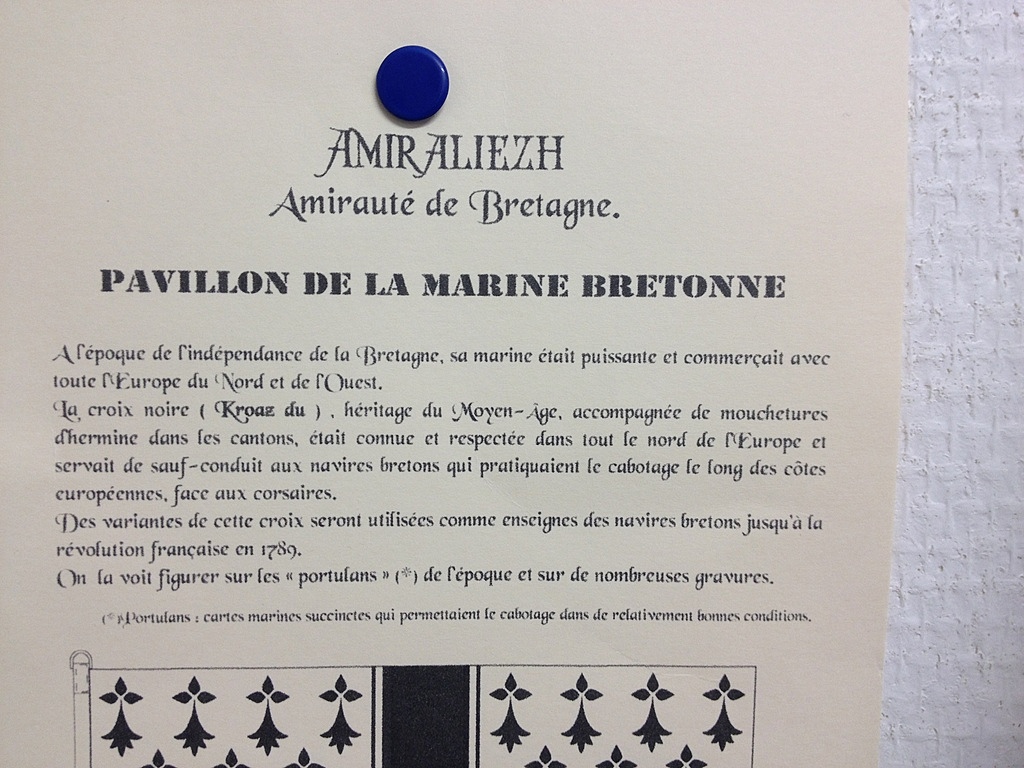 AMIRALIEZH
Amirauté de Bretagne.
PAVILLON DE LA MARINE BRETONNE
A l'époque de l'indépendance de la Bretagne, sa marine était puissante et commerçait avec
toute l'Europe du Nord et de l'Ouest.
La croix noire ( Kroaz du ) , héritage du Moyen-Âge, accompagnée de mouchetures
d'hermine dans les cantons, était connue et respectée dans tout le nord de l'Europe et
servait de sauf-conduit aux navires bretons qui pratiquaient le cabotage le long des côtes
européennes, face aux corsaires.
Des variantes de cette croix seront utilisées comme enseignes des navires bretons jusqu'à la
révolution française en 1789.
On la voit figurer sur les « portulans » (*) de l'époque et sur de nombreuses gravures.
(*)Portulans : cartes marines succinctes qui permettaient le cabotage dans de relativement bonnes conditions.